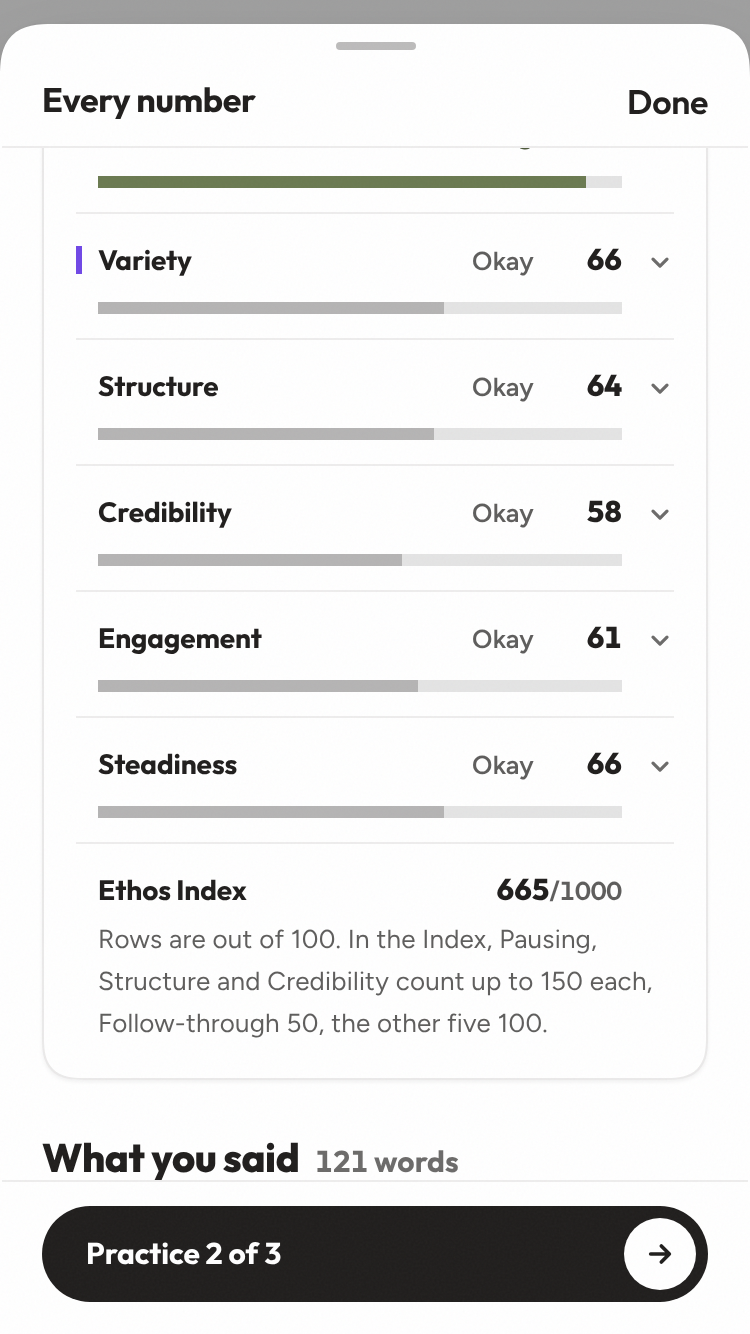 Every number
Done
Variety Okay 66
Structure Okay 64
Credibility Okay 58
Engagement Okay 61
Steadiness Okay 66
Ethos Index 665/1000
Rows are out of 100. In the Index, Pausing,
Structure and Credibility count up to 150 each,
Follow-through 50, the other five 100.
What you said 121 words
Practice 2 of 3